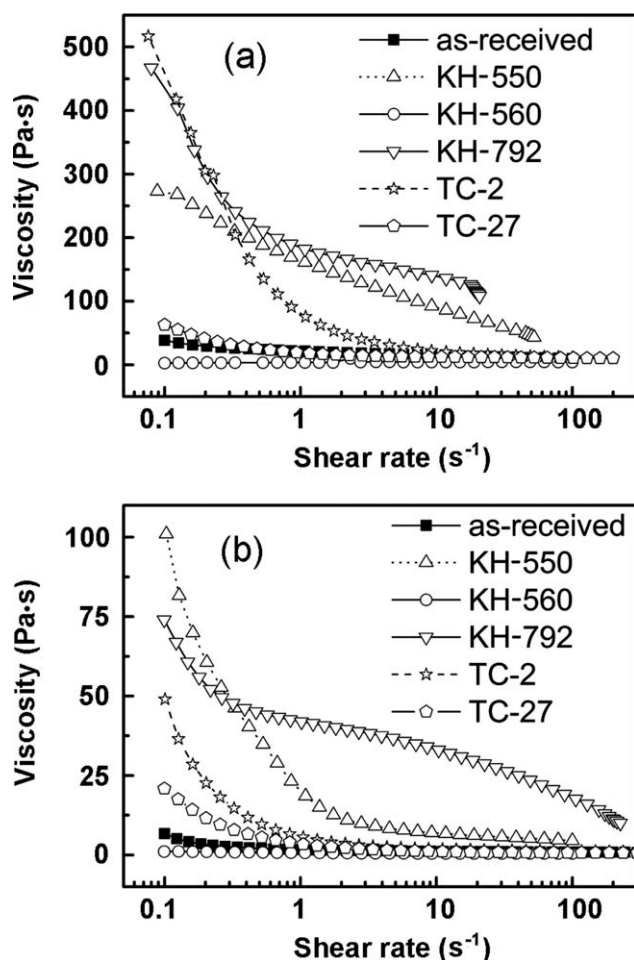 (a)
as-received
KH-550
KH-560
KH-792
TC-2
TC-27
500
400
300
200
100
0
Viscosity (Pa·s)
0.1 1 10 100
Shear rate (s⁻¹)
(b)
as-received
KH-550
KH-560
KH-792
TC-2
TC-27
100
75
50
25
0
Viscosity (Pa·s)
0.1 1 10 100
Shear rate (s⁻¹)